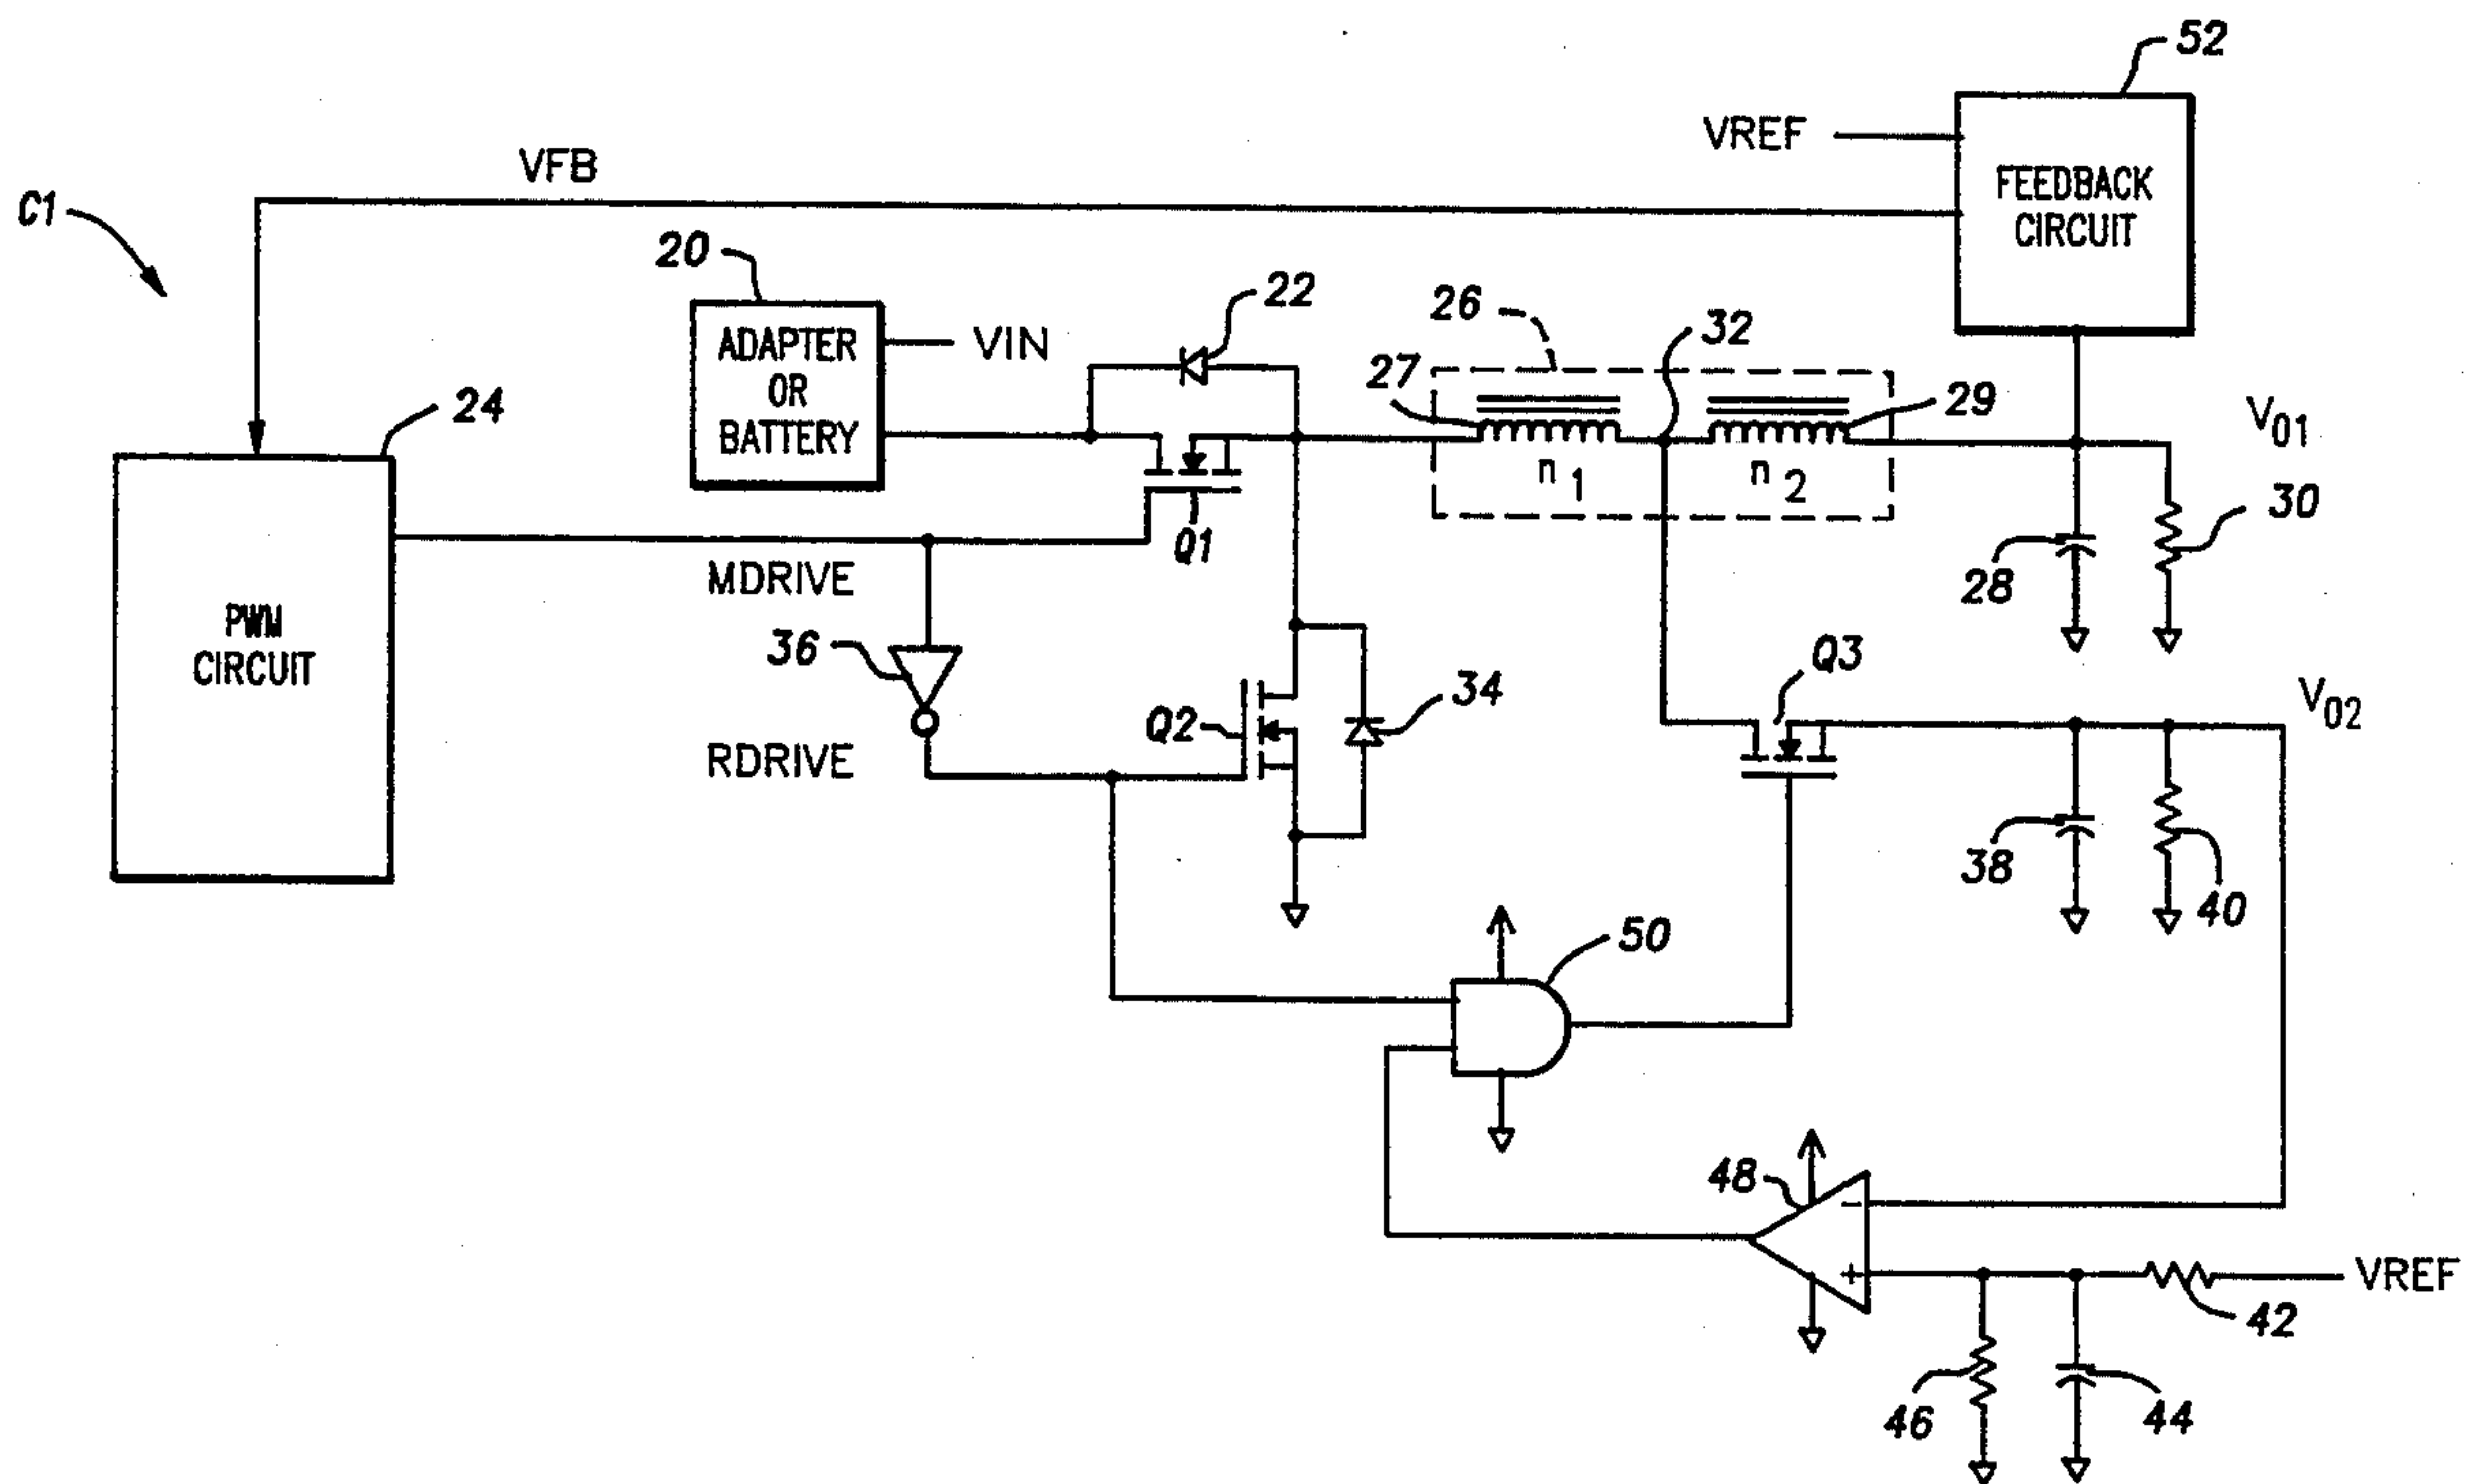 52
VREF
FEEDBACK
CIRCUIT
VFB
C1
20
ADAPTER
OR
BATTERY
VIN
22
26
32
27
29
n1
n2
V01
30
28
24
PWM
CIRCUIT
Q1
MDRIVE
36
RDRIVE
Q2
34
Q3
V02
38
40
50
48
-
+
VREF
42
46
44